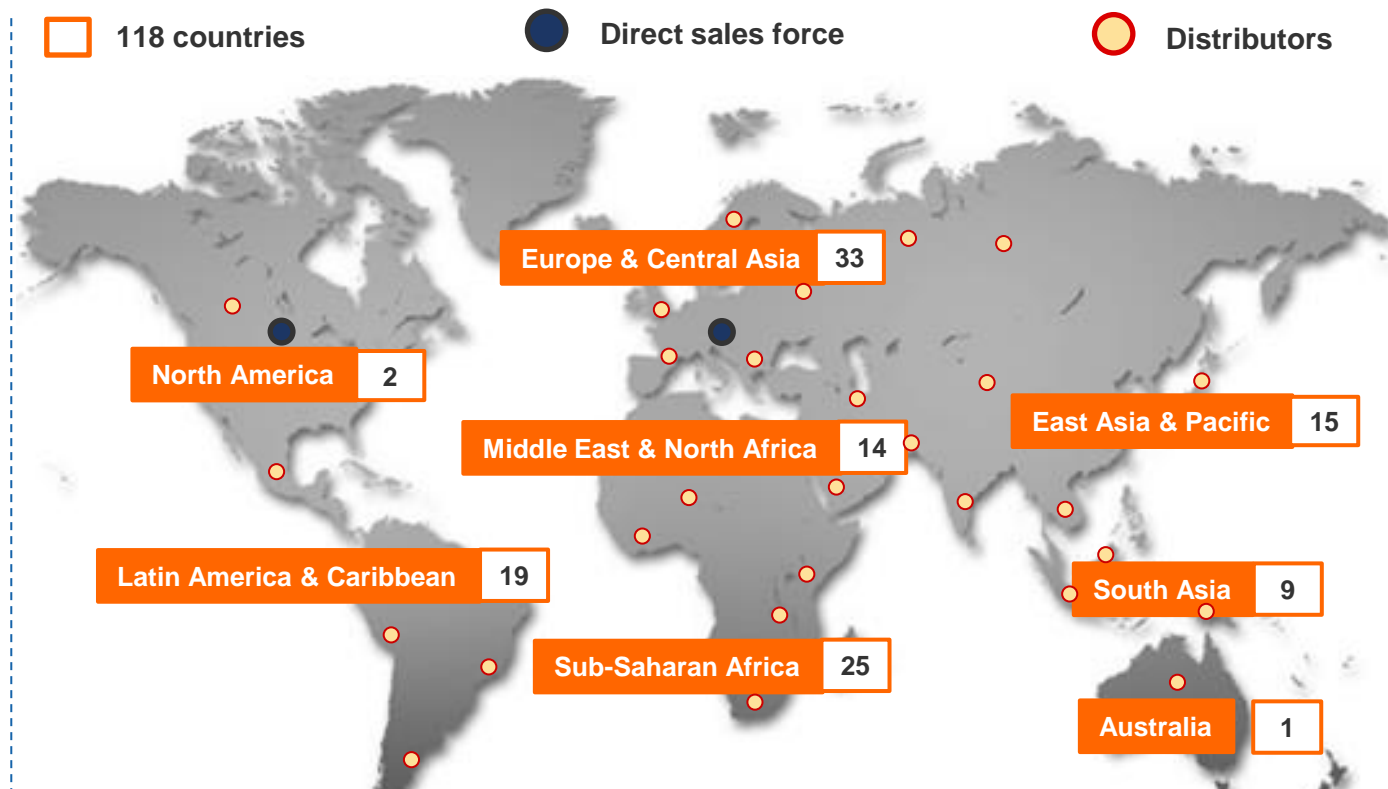 118 countries
Direct sales force
Distributors
Europe & Central Asia 33
North America 2
East Asia & Pacific 15
Middle East & North Africa 14
Latin America & Caribbean 19
South Asia 9
Sub-Saharan Africa 25
Australia 1